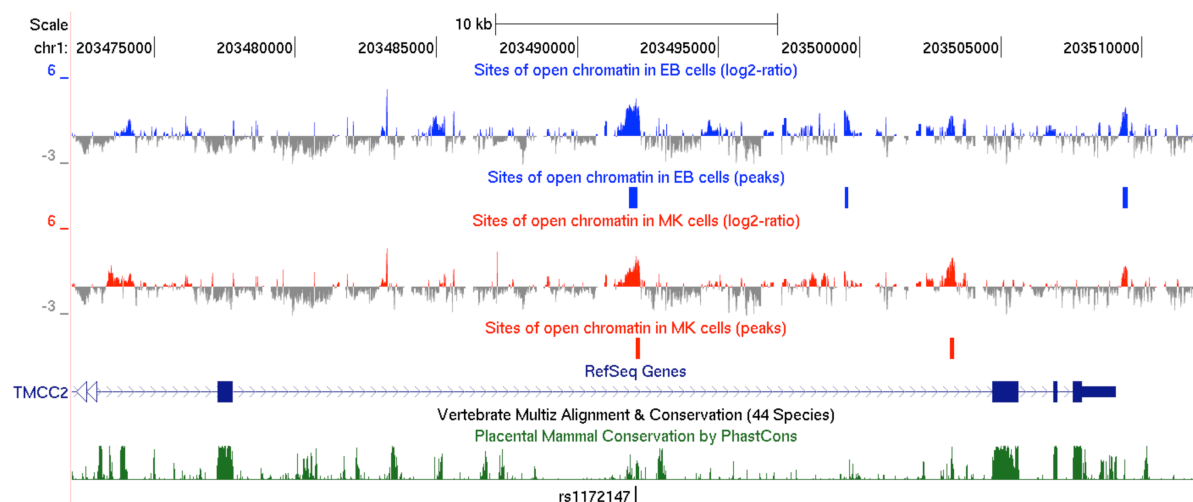 Scale 10 kb
chr1: 203475000 203480000 203485000 203490000 203495000 203500000 203505000 203510000
Sites of open chromatin in EB cells (log2-ratio)
6
-3
Sites of open chromatin in EB cells (peaks)
Sites of open chromatin in MK cells (log2-ratio)
6
-3
Sites of open chromatin in MK cells (peaks)
RefSeq Genes
TMCC2
Vertebrate Multiz Alignment & Conservation (44 Species)
Placental Mammal Conservation by PhastCons
rs1172147